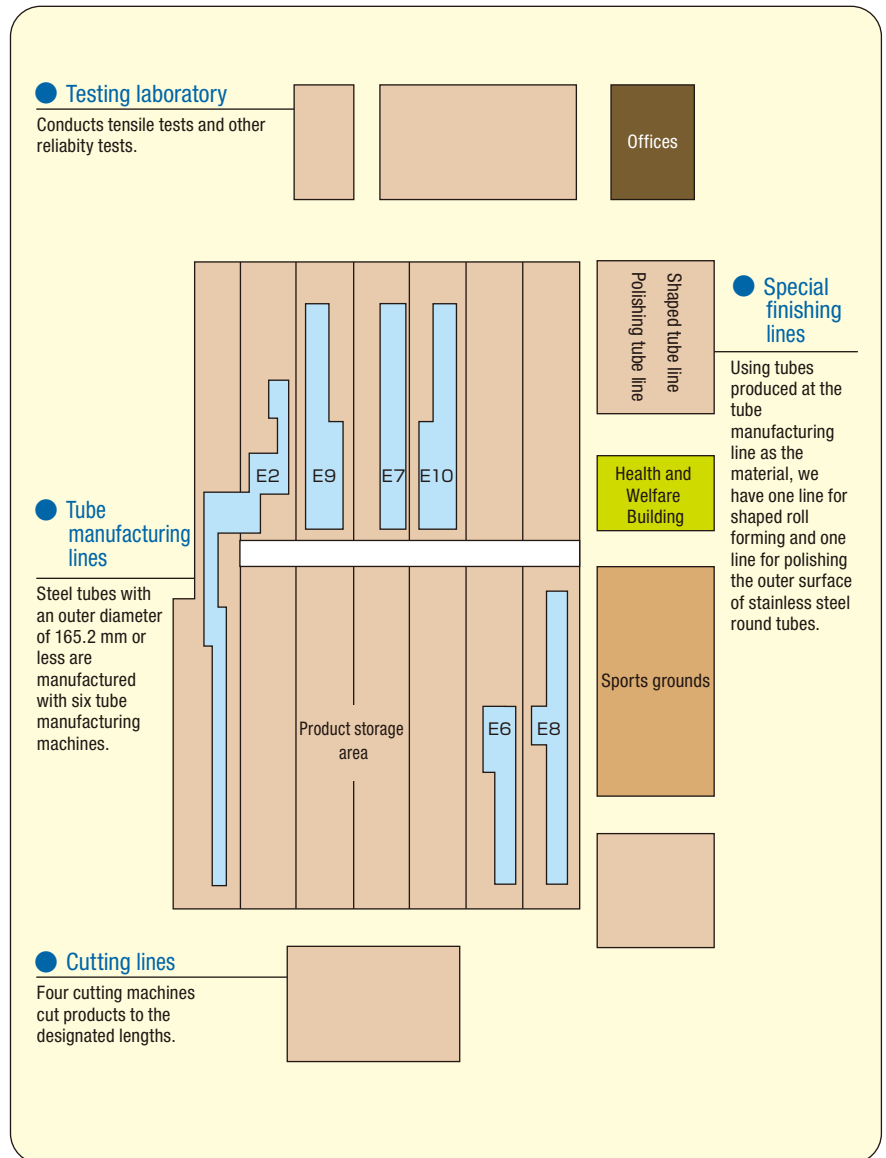 Testing laboratory
Conducts tensile tests and other
reliabity tests.
Offices
Shaped tube line
Polishing tube line
Special
finishing
lines
Using tubes
produced at the
tube
manufacturing
line as the
material, we
have one line for
shaped roll
forming and one
line for polishing
the outer surface
of stainless steel
round tubes.
E2
E9
E7
E10
Health and
Welfare
Building
Tube
manufacturing
lines
Steel tubes with
an outer diameter
of 165.2 mm or
less are
manufactured
with six tube
manufacturing
machines.
Product storage
area
E6
E8
Sports grounds
Cutting lines
Four cutting machines
cut products to the
designated lengths.